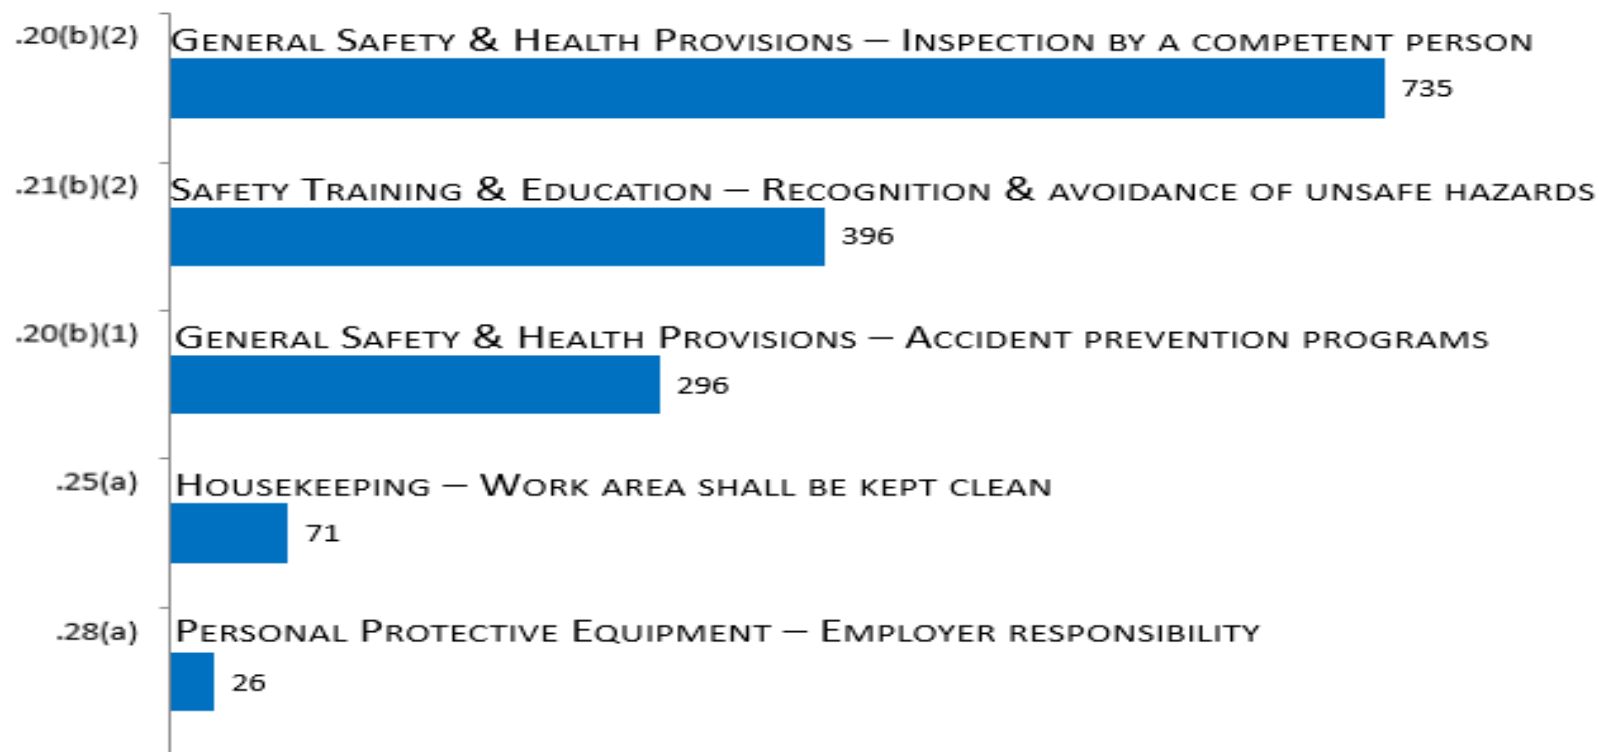 .20(b)(2) General Safety & Health Provisions – Inspection by a competent person
735
.21(b)(2) Safety Training & Education – Recognition & avoidance of unsafe hazards
396
.20(b)(1) General Safety & Health Provisions – Accident prevention programs
296
.25(a) Housekeeping – Work area shall be kept clean
71
.28(a) Personal Protective Equipment – Employer responsibility
26